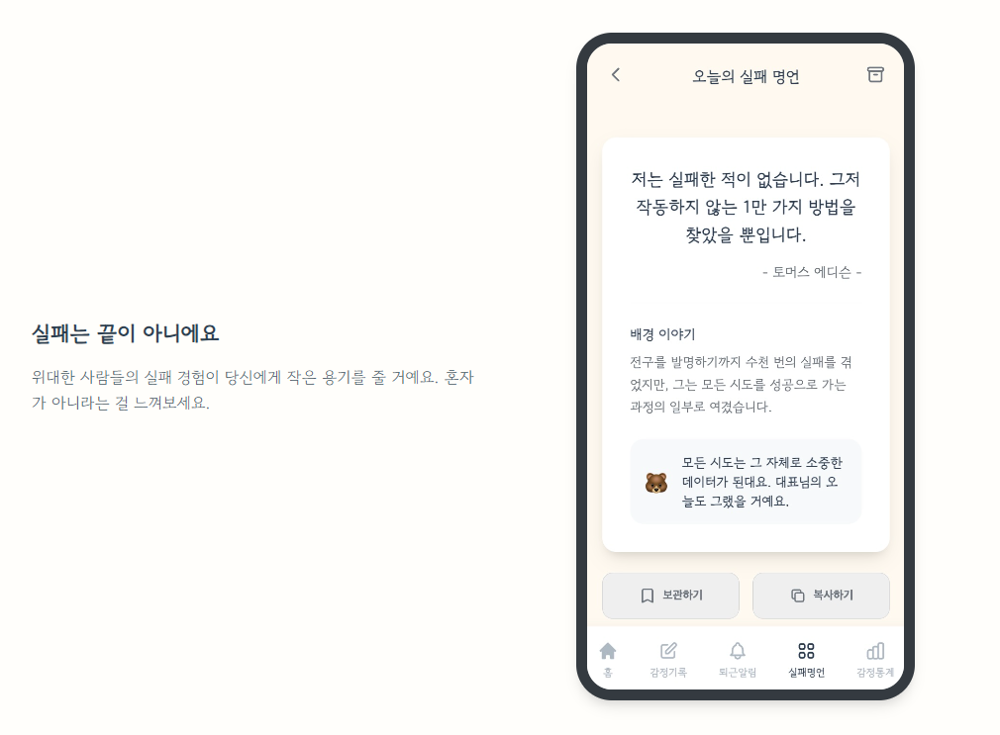 실패는 끝이 아니에요
위대한 사람들의 실패 경험이 당신에게 작은 용기를 줄 거예요. 혼자
가 아니라는 걸 느껴보세요.
오늘의 실패 명언
저는 실패한 적이 없습니다. 그저
작동하지 않는 1만 가지 방법을
찾았을 뿐입니다.
- 토머스 에디슨 -
배경 이야기
전구를 발명하기까지 수천 번의 실패를 겪
었지만, 그는 모든 시도를 성공으로 가는
과정의 일부로 여겼습니다.
모든 시도는 그 자체로 소중한
데이터가 된대요. 대표님의 오
늘도 그랬을 거예요.
보관하기
복사하기
홈
감정기록
퇴근알림
실패명언
감정통계